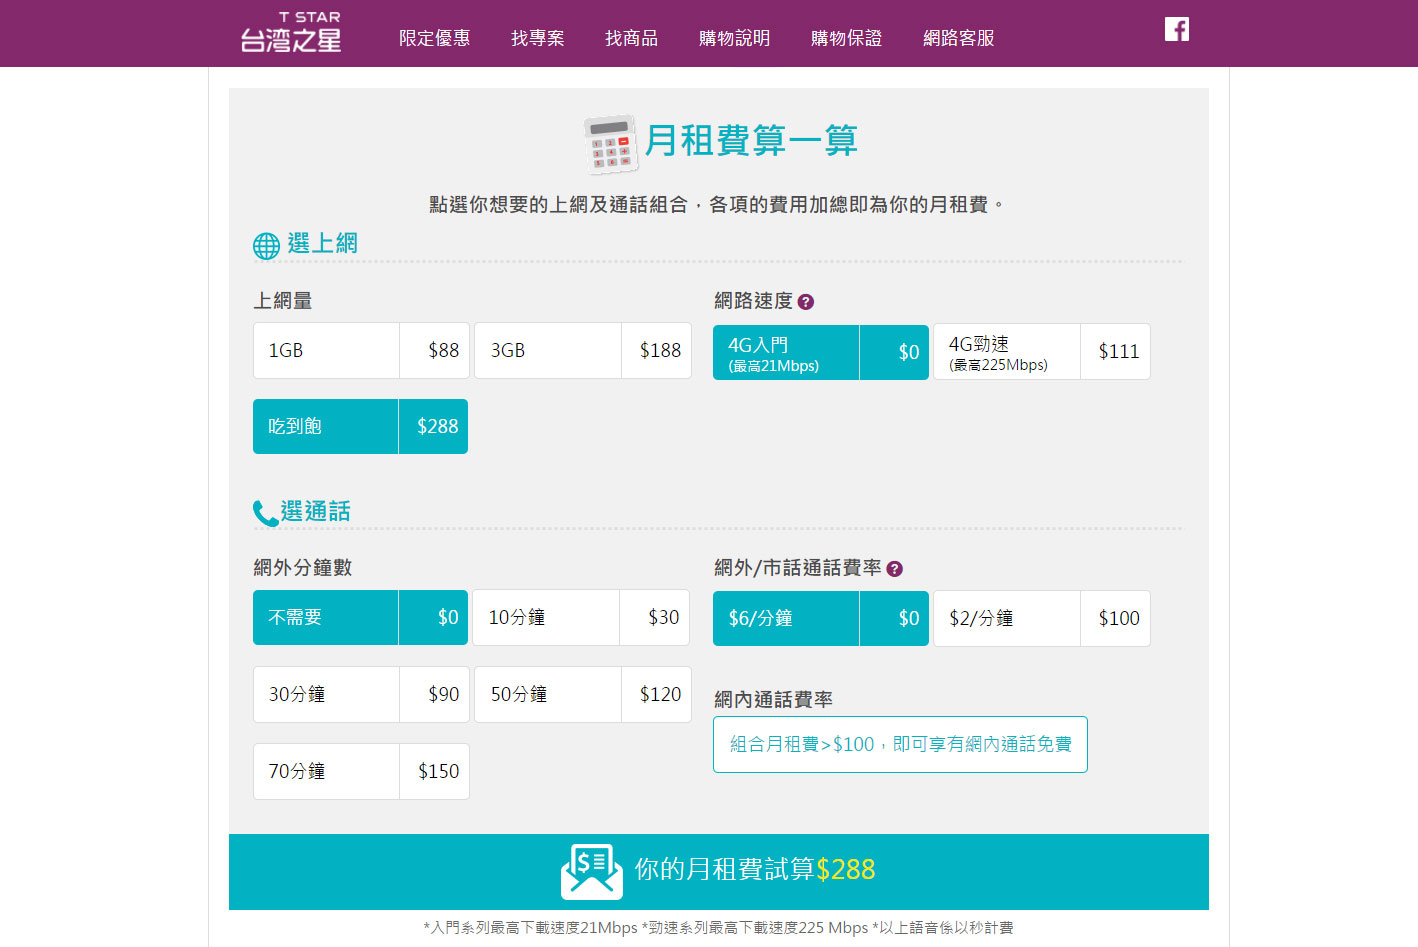 T STAR
台灣之星
限定優惠 找專案 找商品 購物說明 購物保證 網路客服
月租費算一算
點選你想要的上網及通話組合，各項的費用加總即為你的月租費。
選上網
上網量
網路速度 ?
1GB $88 3GB $188
4G入門 $0 4G勁速 $111
(最高21Mbps) (最高225Mbps)
吃到飽 $288
選通話
網外分鐘數
網外/市話通話費率 ?
不需要 $0 10分鐘 $30
$6/分鐘 $0 $2/分鐘 $100
30分鐘 $90 50分鐘 $120
網內通話費率
組合月租費>$100，即可享有網內通話免費
70分鐘 $150
你的月租費試算$288
*入門系列最高下載速度21Mbps *勁速系列最高下載速度225 Mbps *以上語音係以秒計費